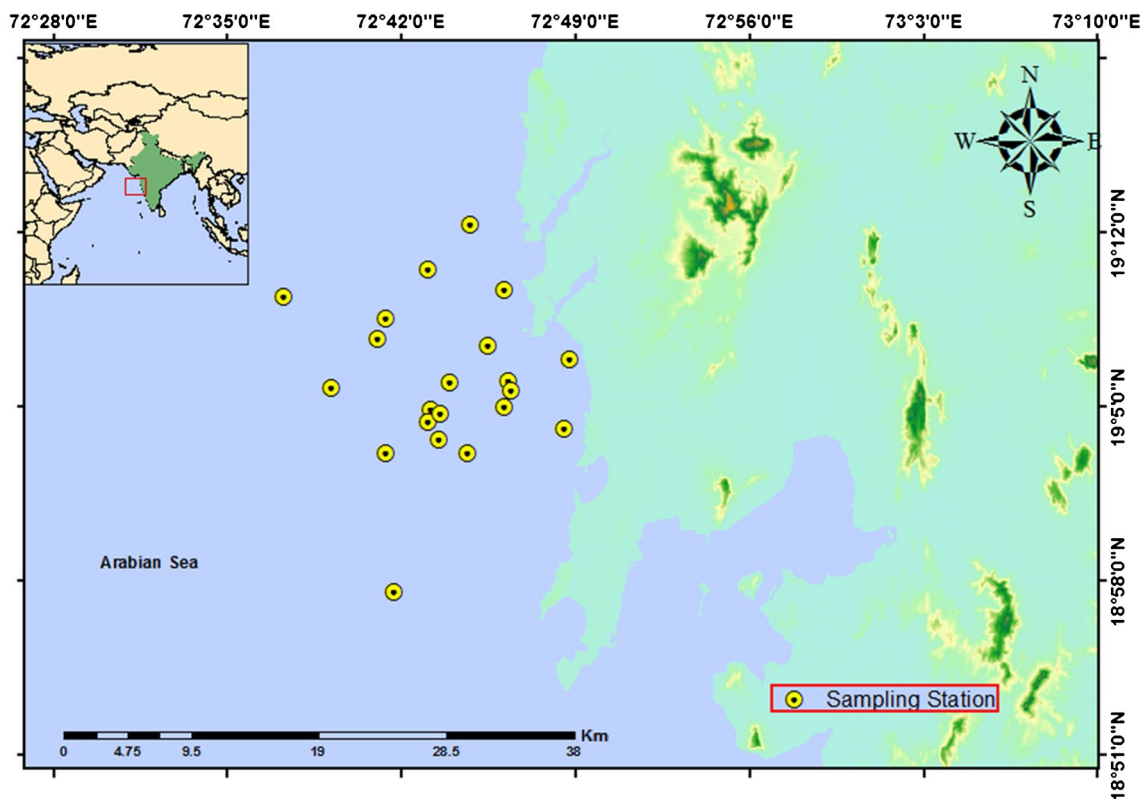 72°28'0"E 72°35'0"E 72°42'0"E 72°49'0"E 72°56'0"E 73°3'0"E 73°10'0"E
N
W E
S
19°12'0"N
19°5'0"N
Arabian Sea
18°58'0"N
Sampling Station
Km
0 4.75 9.5 19 28.5 38
18°51'0"N